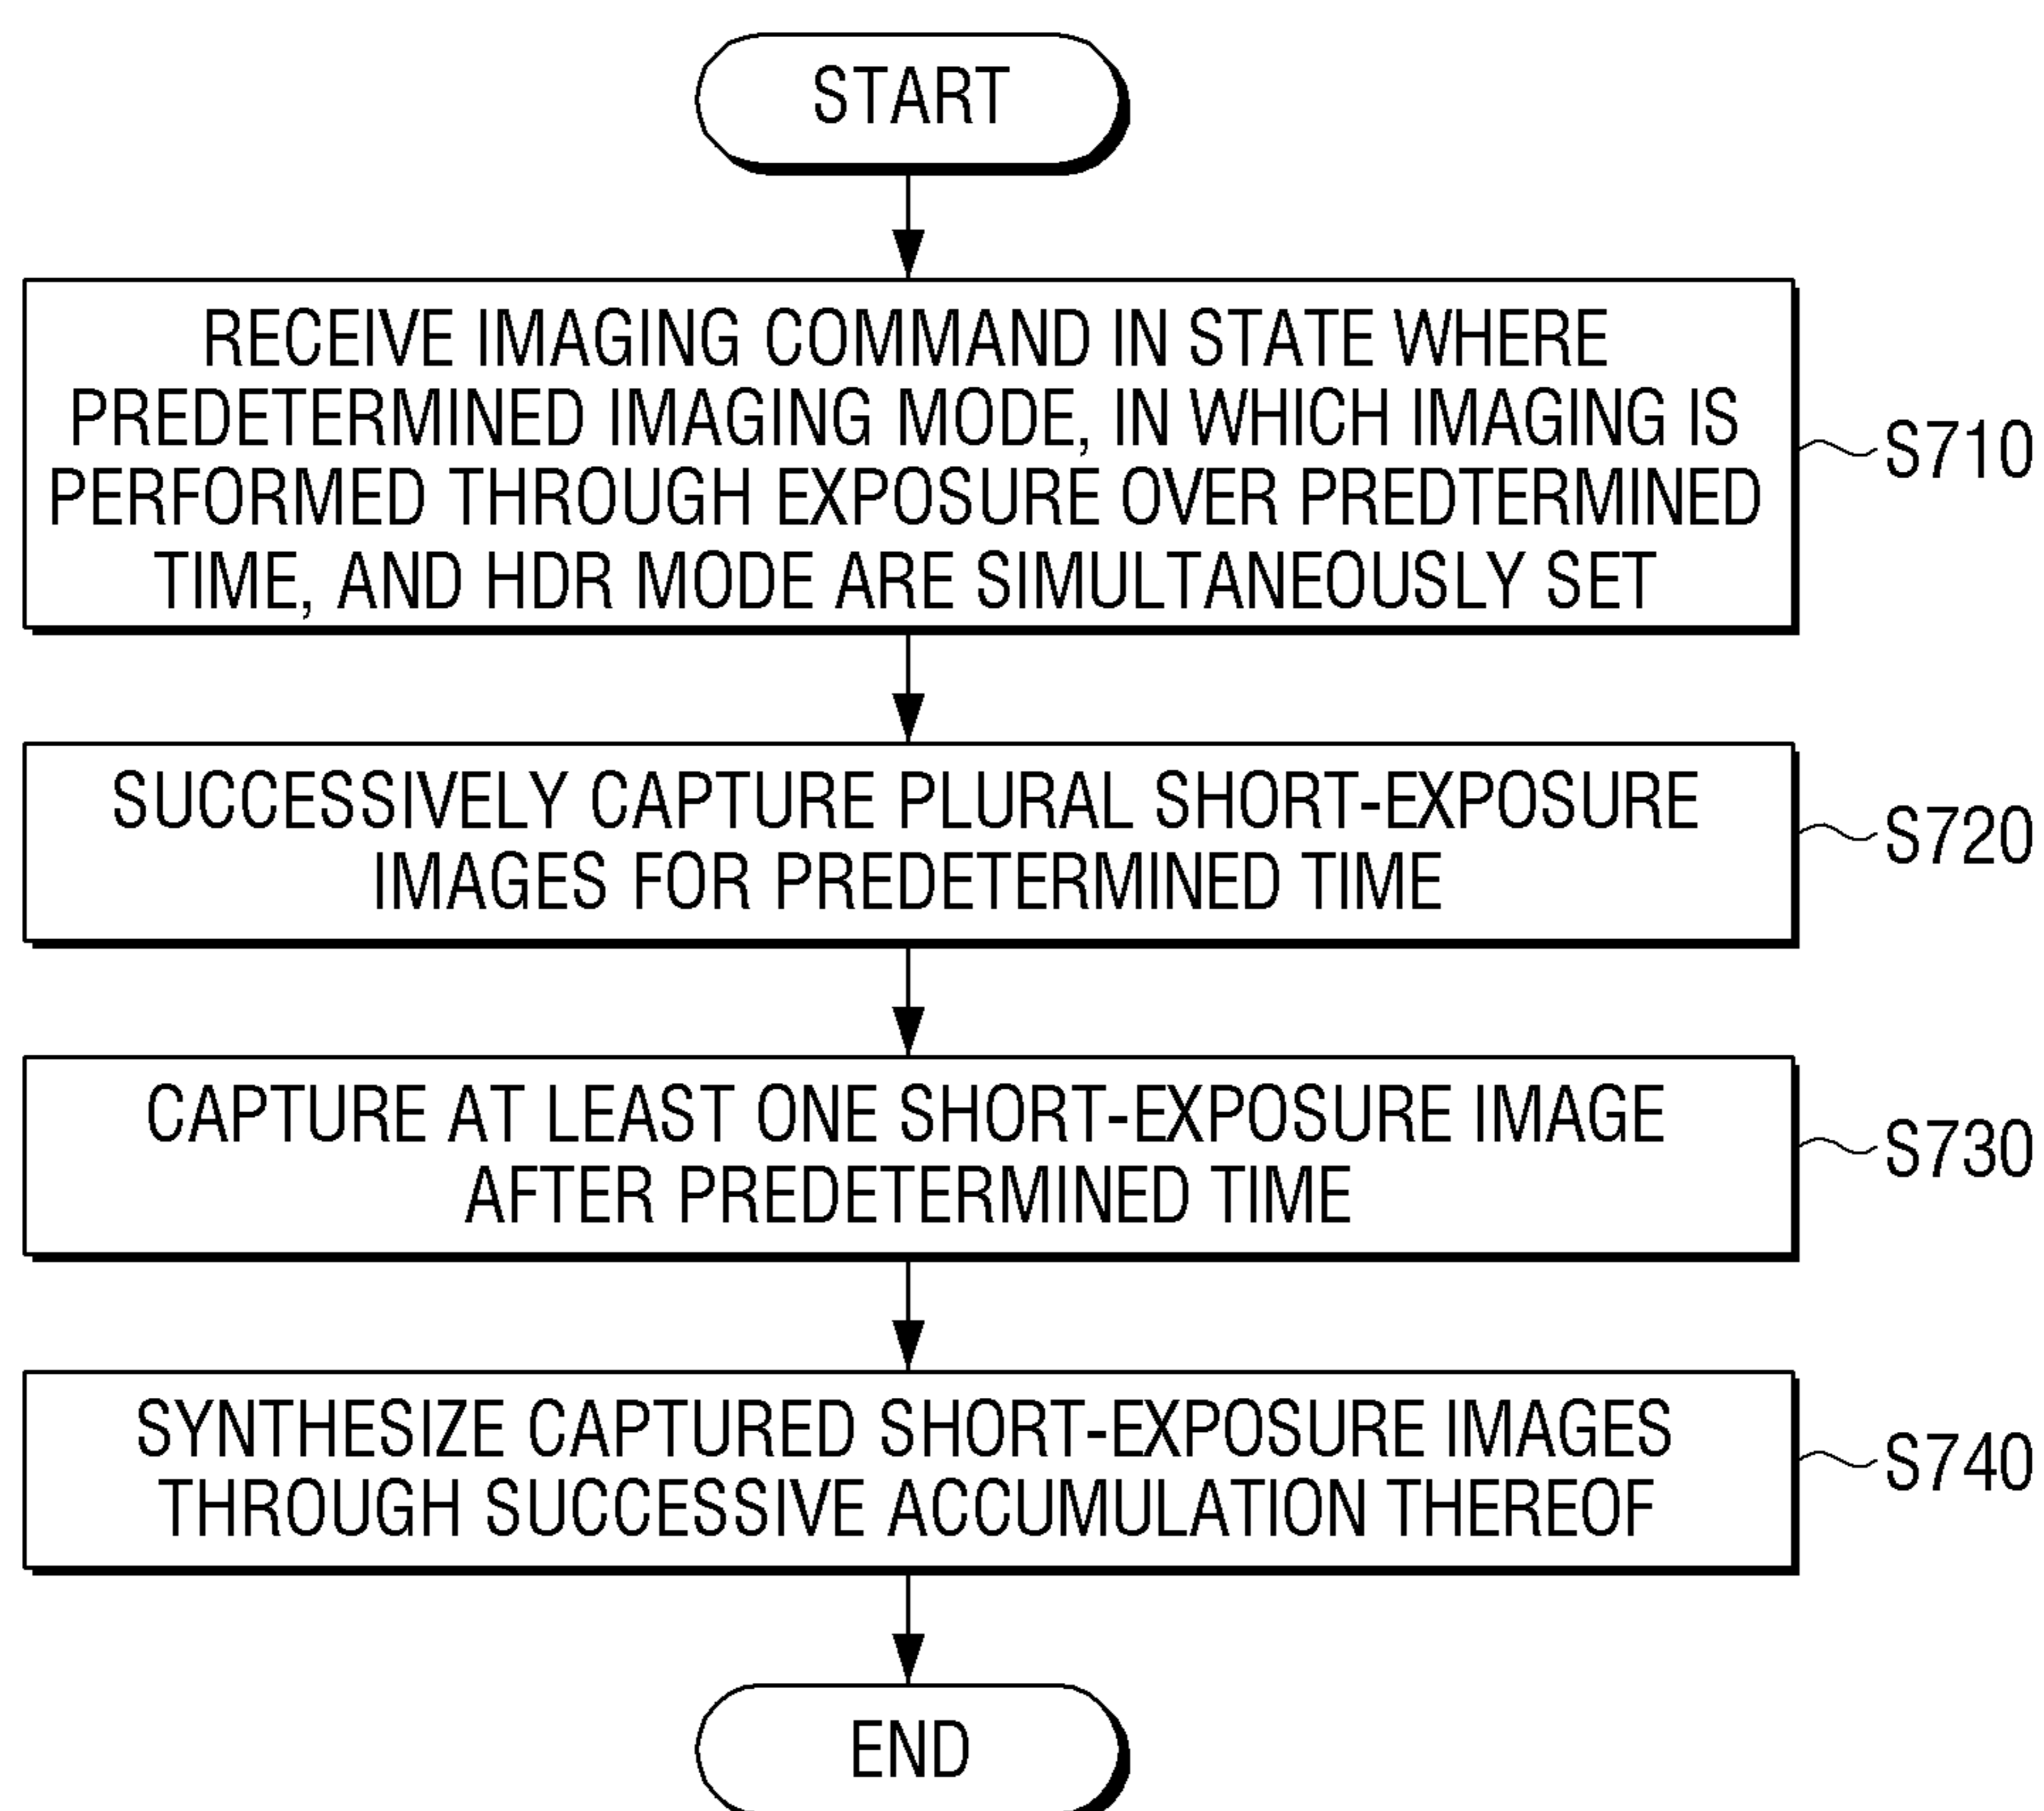 START
RECEIVE IMAGING COMMAND IN STATE WHERE
PREDETERMINED IMAGING MODE, IN WHICH IMAGING IS
PERFORMED THROUGH EXPOSURE OVER PREDTERMINED
TIME, AND HDR MODE ARE SIMULTANEOUSLY SET
S710
SUCCESSIVELY CAPTURE PLURAL SHORT-EXPOSURE
IMAGES FOR PREDETERMINED TIME
S720
CAPTURE AT LEAST ONE SHORT-EXPOSURE IMAGE
AFTER PREDETERMINED TIME
S730
SYNTHESIZE CAPTURED SHORT-EXPOSURE IMAGES
THROUGH SUCCESSIVE ACCUMULATION THEREOF
S740
END